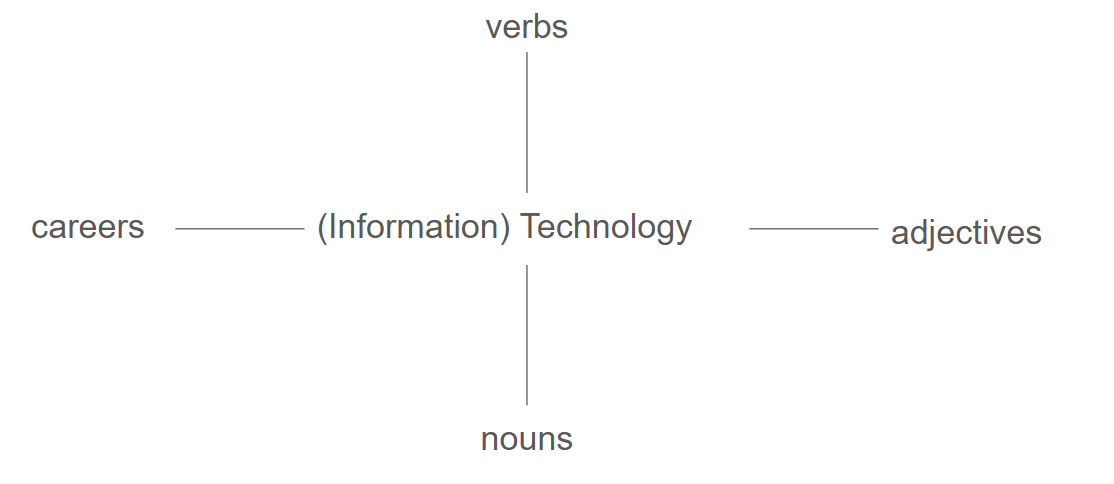 verbs
careers
(Information) Technology
adjectives
nouns